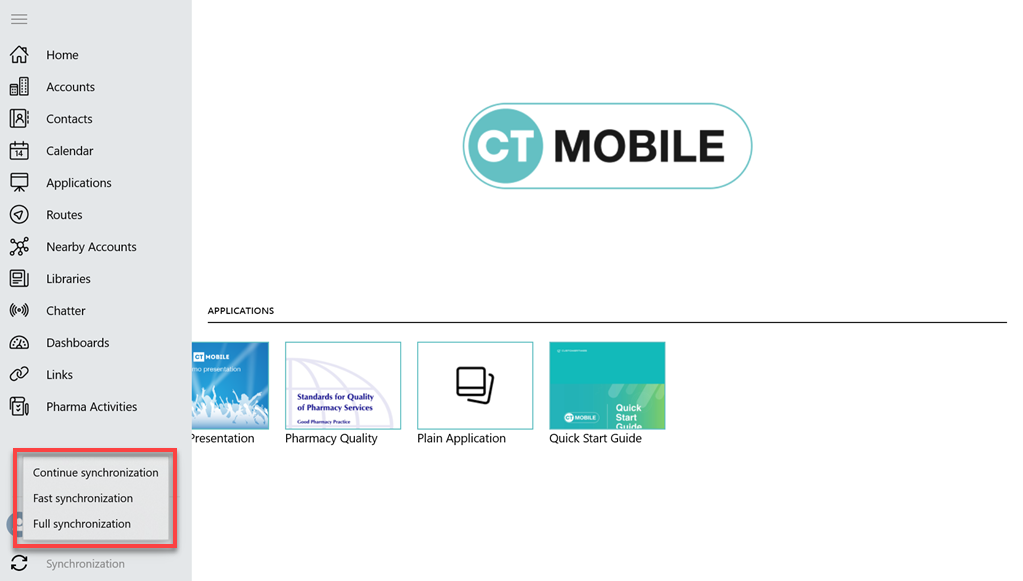 Home
Accounts
Contacts
14
Calendar
Applications
Routes
Nearby Accounts
Libraries
Chatter
Dashboards
Links
Pharma Activities
Continue synchronization
Fast synchronization
Full synchronization
Synchronization
CT MOBILE
APPLICATIONS
CT MOBILE
mo presentation
Presentation
Standards for Quality
of Pharmacy Services
Good Pharmacy Practice
Pharmacy Quality
Plain Application
CT MOBILE
Quick
Start
Guide
Quick Start Guide